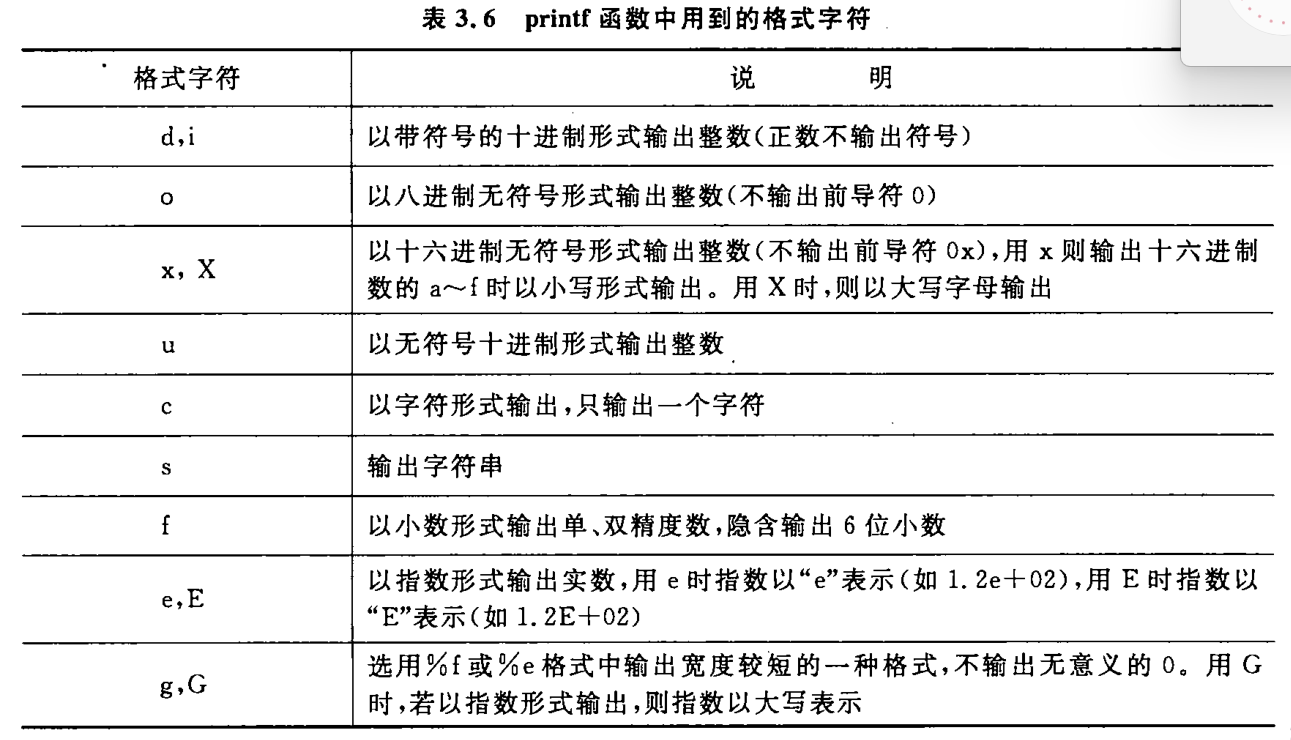 表 3.6 printf 函数中用到的格式字符
格式字符 说 明
d,i 以带符号的十进制形式输出整数(正数不输出符号)
o 以八进制无符号形式输出整数(不输出前导符 0)
x, X 以十六进制无符号形式输出整数(不输出前导符 0x),用 x 则输出十六进制
数的 a～f 时以小写形式输出。用 X 时,则以大写字母输出
u 以无符号十进制形式输出整数
c 以字符形式输出,只输出一个字符
s 输出字符串
f 以小数形式输出单、双精度数,隐含输出 6 位小数
e,E 以指数形式输出实数,用 e 时指数以“e”表示(如 1.2e+02),用 E 时指数以
“E”表示(如 1.2E+02)
g,G 选用%f 或%e 格式中输出宽度较短的一种格式,不输出无意义的 0。用 G
时,若以指数形式输出,则指数以大写表示